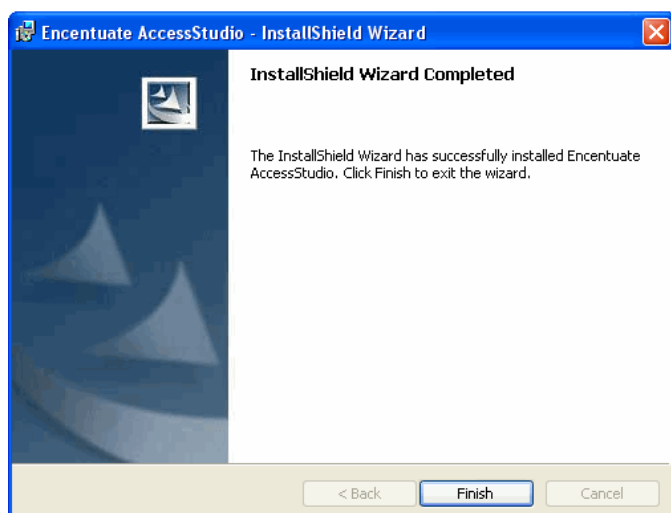 Encentuate AccessStudio - InstallShield Wizard
InstallShield Wizard Completed
The InstallShield Wizard has successfully installed Encentuate
AccessStudio. Click Finish to exit the wizard.
< Back
Finish
Cancel